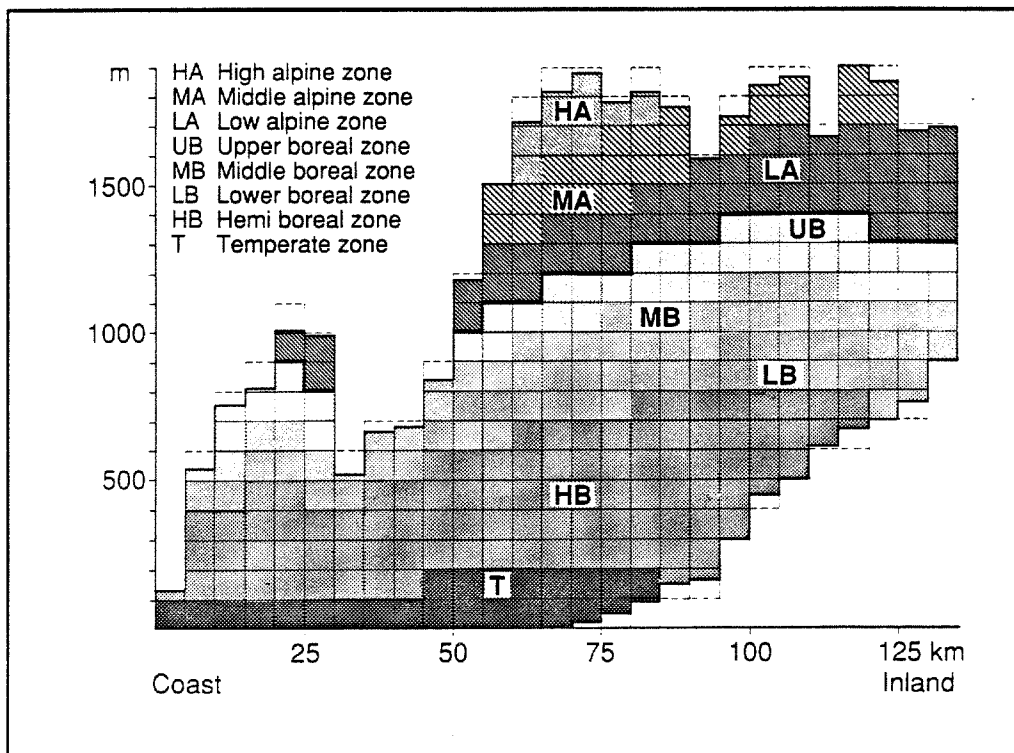 m
HA High alpine zone
MA Middle alpine zone
LA Low alpine zone
UB Upper boreal zone
MB Middle boreal zone
LB Lower boreal zone
HB Hemi boreal zone
T Temperate zone
1500
1000
500
HA
MA
LA
UB
MB
LB
HB
T
25 50 75 100 125 km
Coast Inland